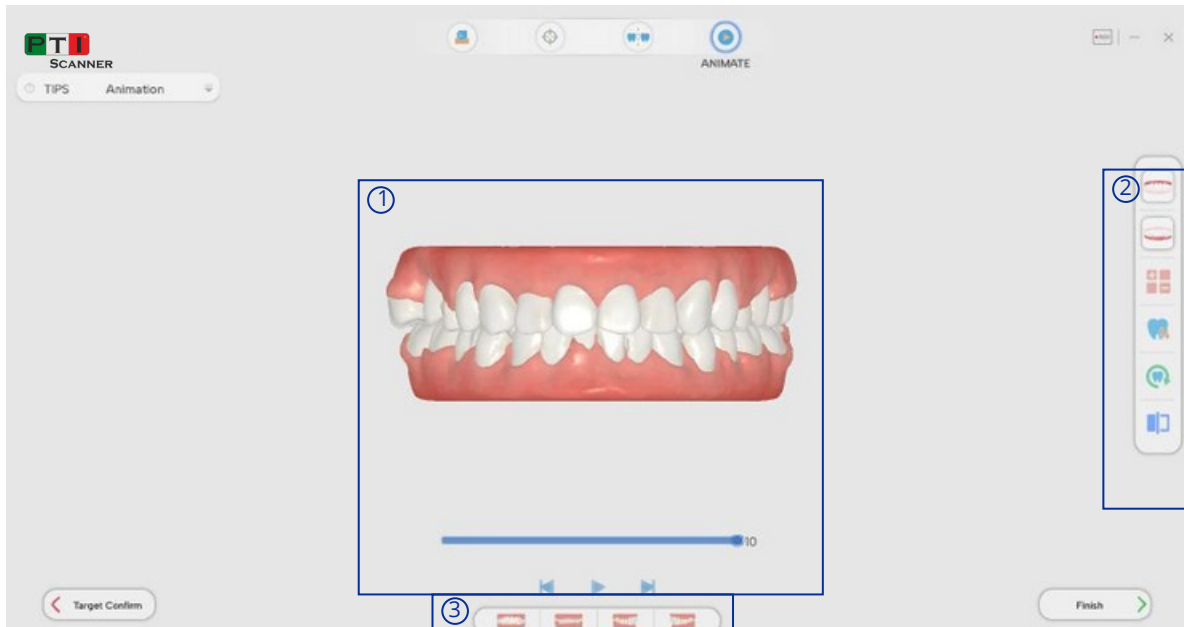 PTI
SCANNER
ANIMATE
TIPS Animation
①
②
10
③
Target Confirm
Finish